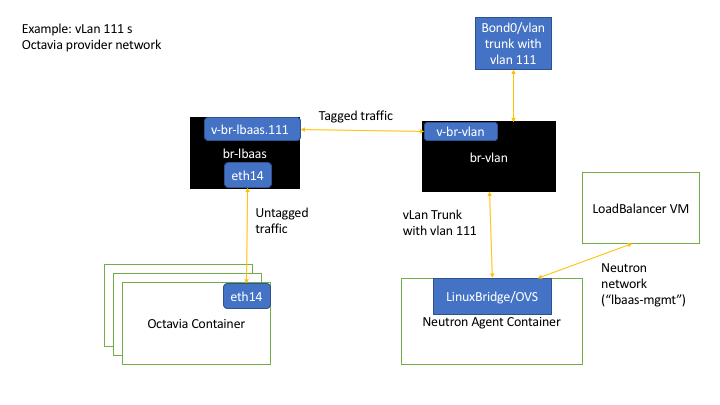 Example: vLan 111 s
Octavia provider network
Bond0/vlan
trunk with
vlan 111
Tagged traffic
v-br-lbaas.111
br-lbaas
eth14
v-br-vlan
br-vlan
Untagged
traffic
vLan Trunk
with vlan 111
LoadBalancer VM
Neutron
network
(“lbaas-mgmt”)
eth14
Octavia Container
LinuxBridge/OVS
Neutron Agent Container